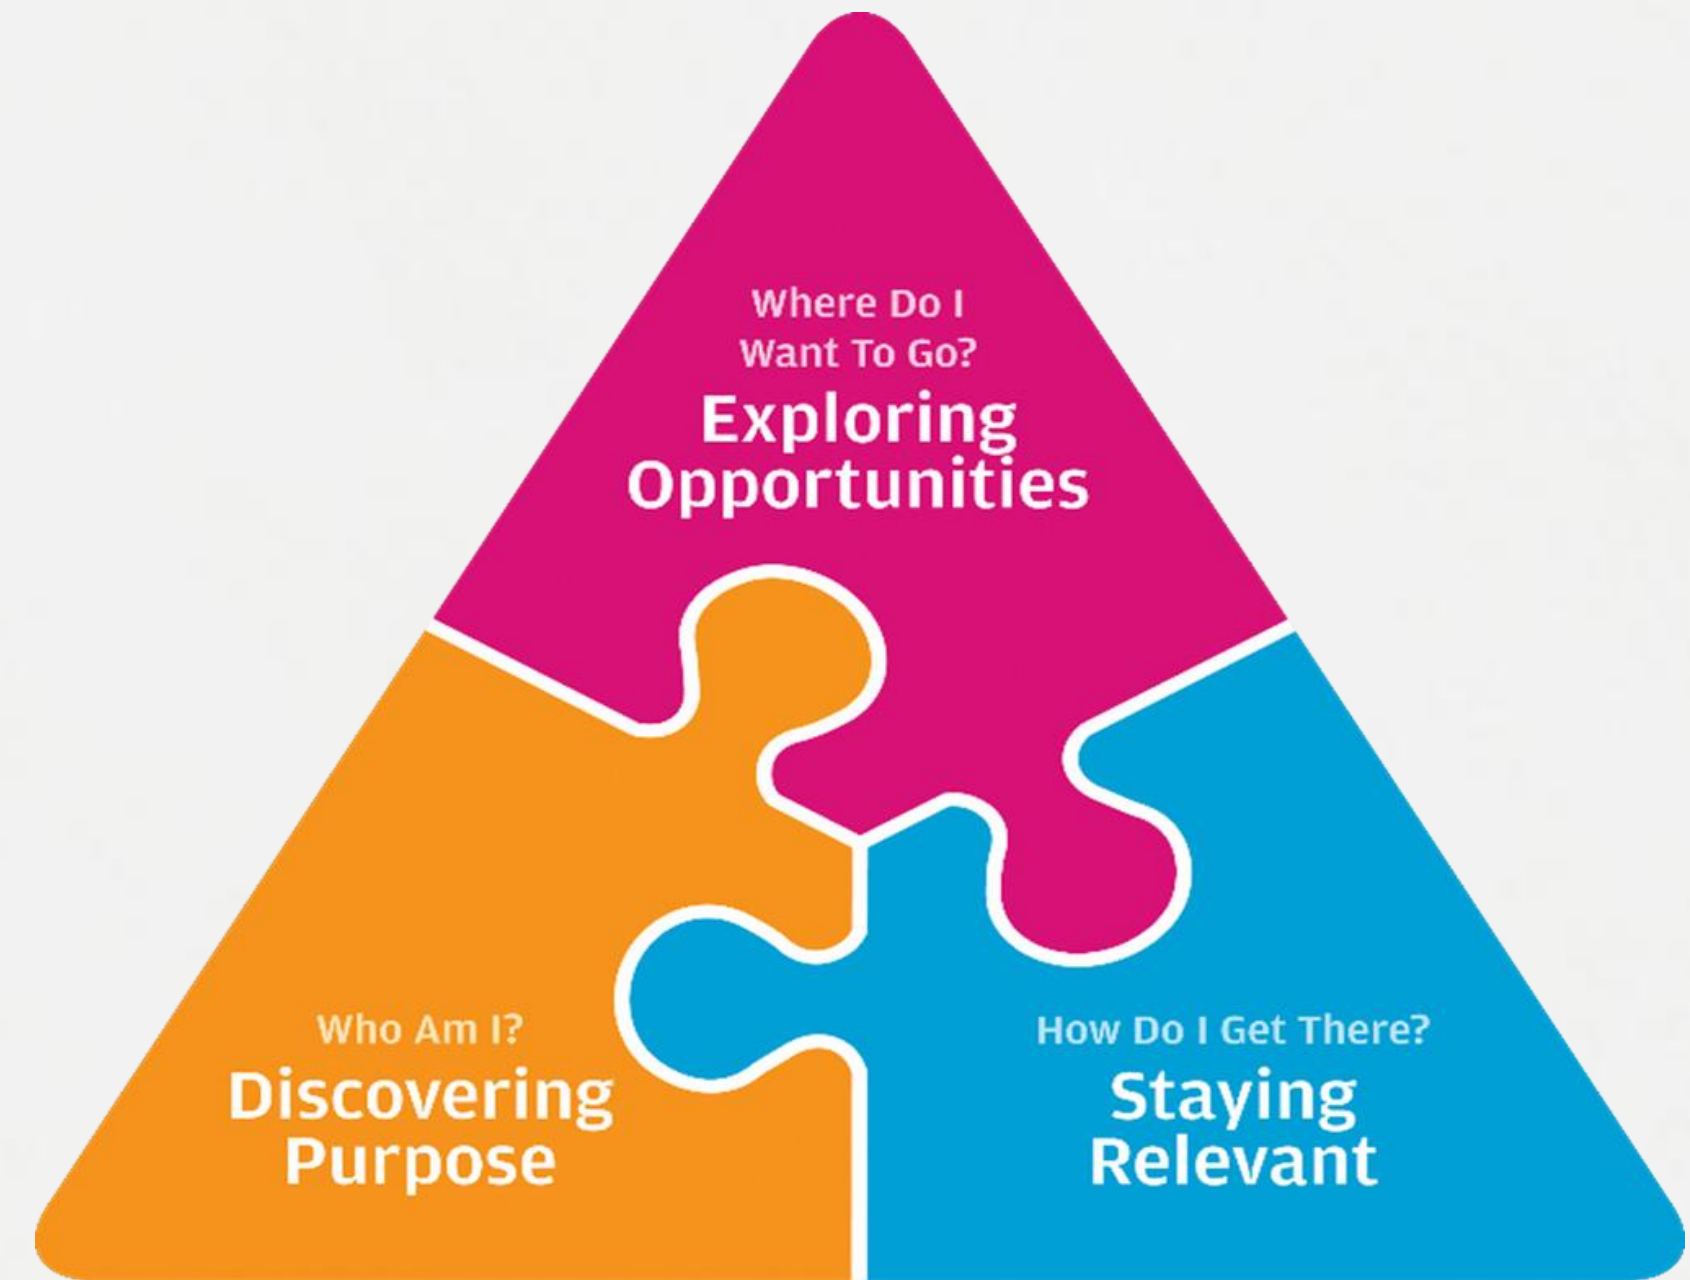 Where Do I
Want To Go?
Exploring
Opportunities
Who Am I?
Discovering
Purpose
How Do I Get There?
Staying
Relevant